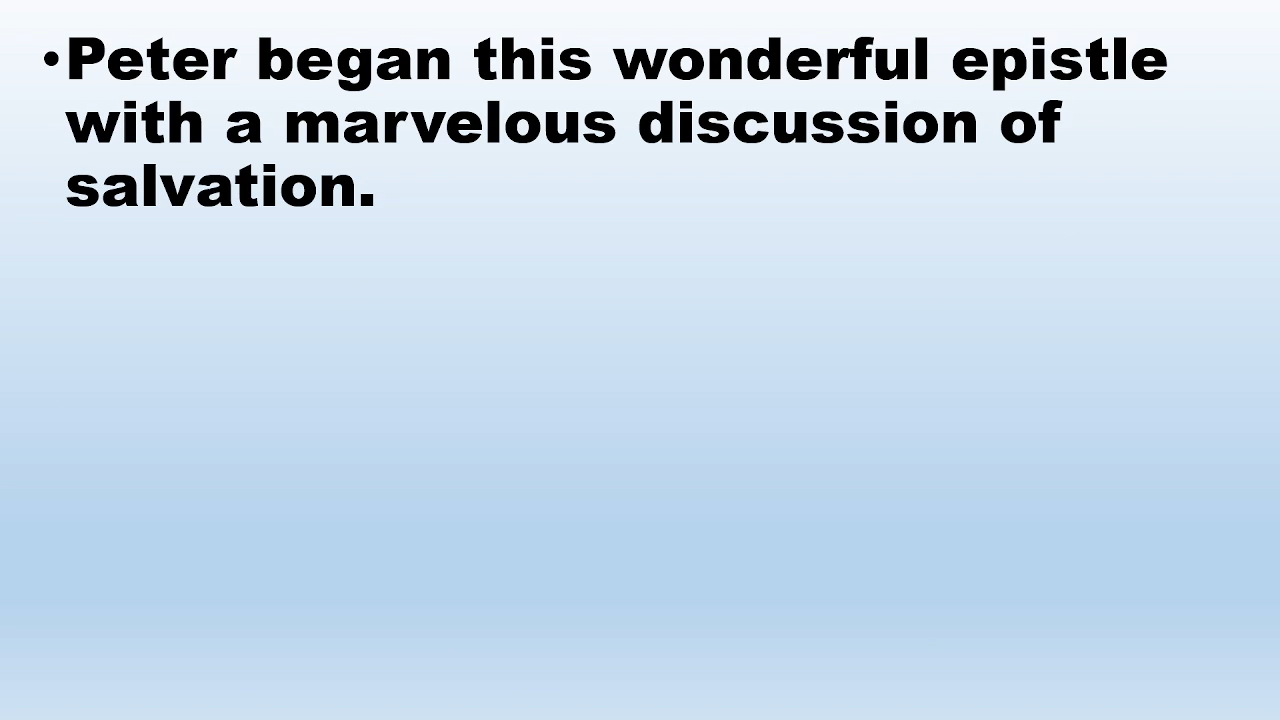 •Peter began this wonderful epistle
with a marvelous discussion of
salvation.